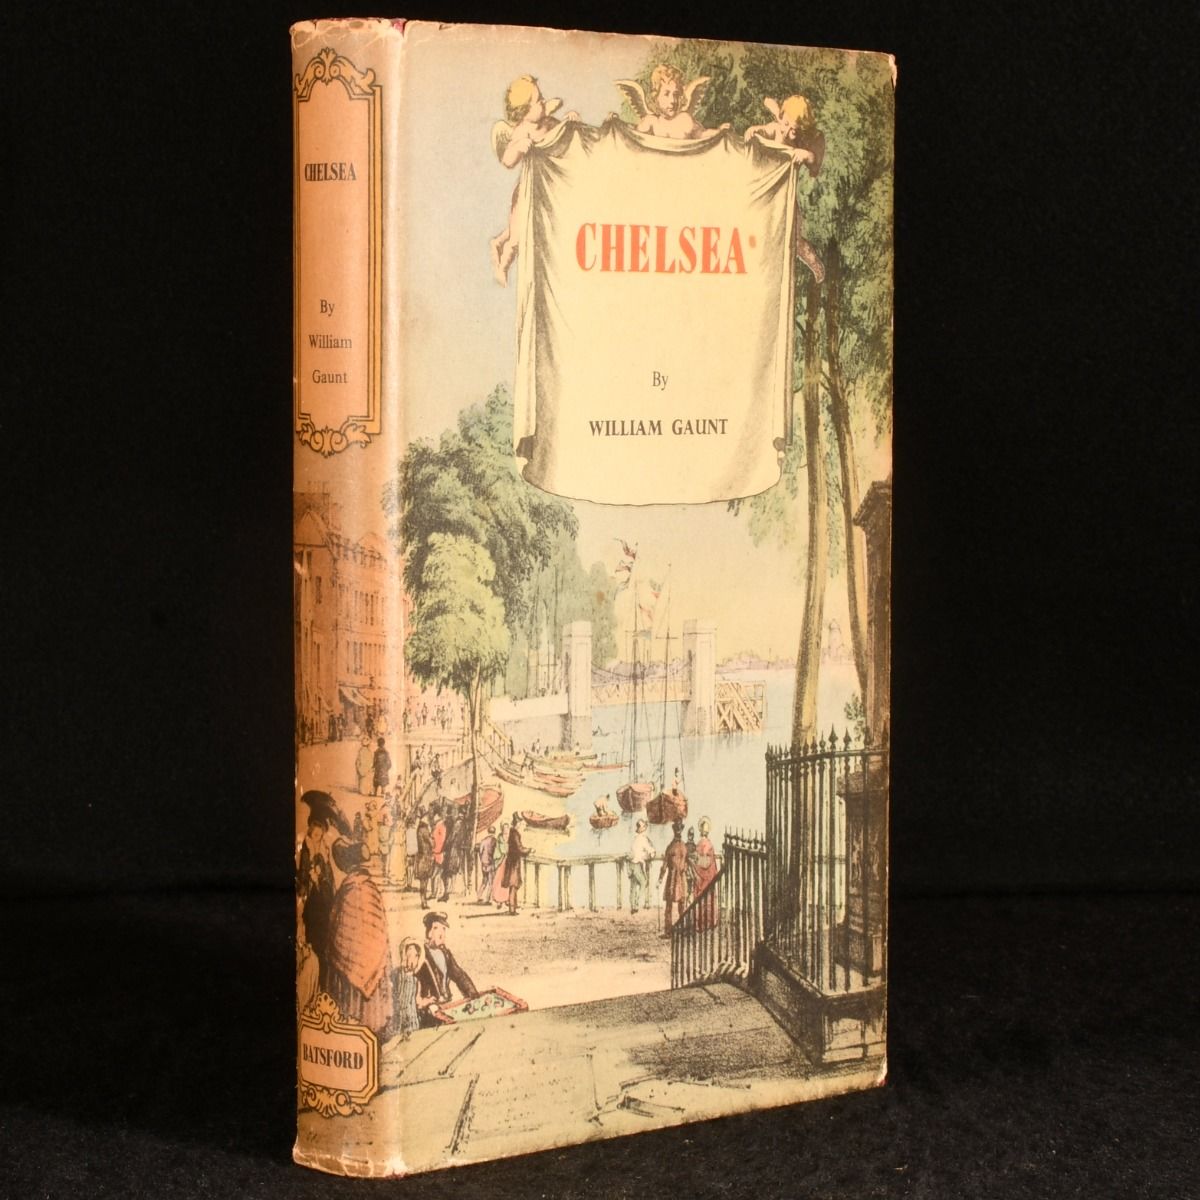 CHELSEA
By
William
Gaunt
BATSFORD
CHELSEA
By
WILLIAM GAUNT